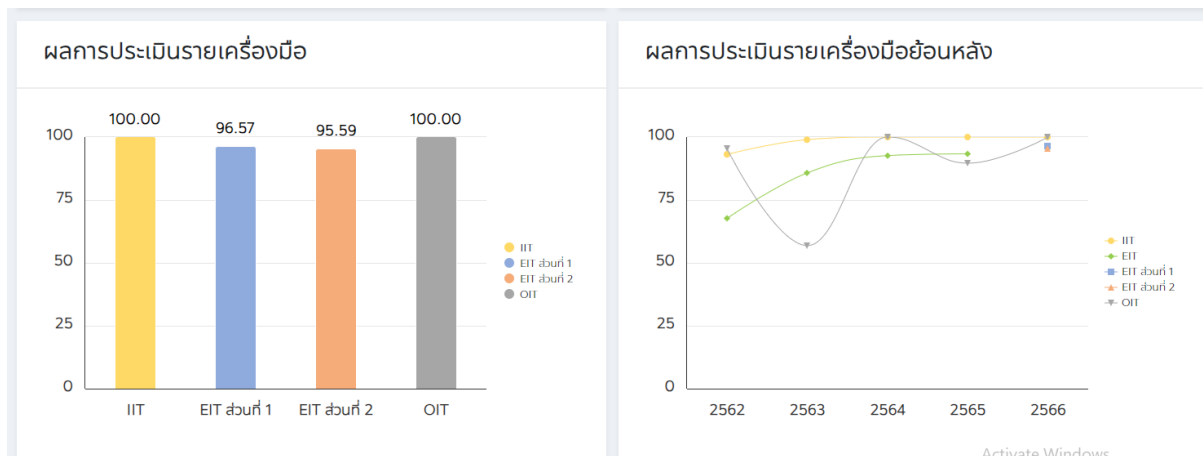 ผลการประเมินรายเครื่องมือ
100.00
96.57
95.59
100.00
100
75
50
25
0
IIT
EIT ส่วนที่ 1
EIT ส่วนที่ 2
OIT
IIT
EIT ส่วนที่ 1
EIT ส่วนที่ 2
OIT
ผลการประเมินรายเครื่องมือย้อนหลัง
100
75
50
25
0
2562
2563
2564
2565
2566
IIT
EIT
EIT ส่วนที่ 1
EIT ส่วนที่ 2
OIT
Activate Windows